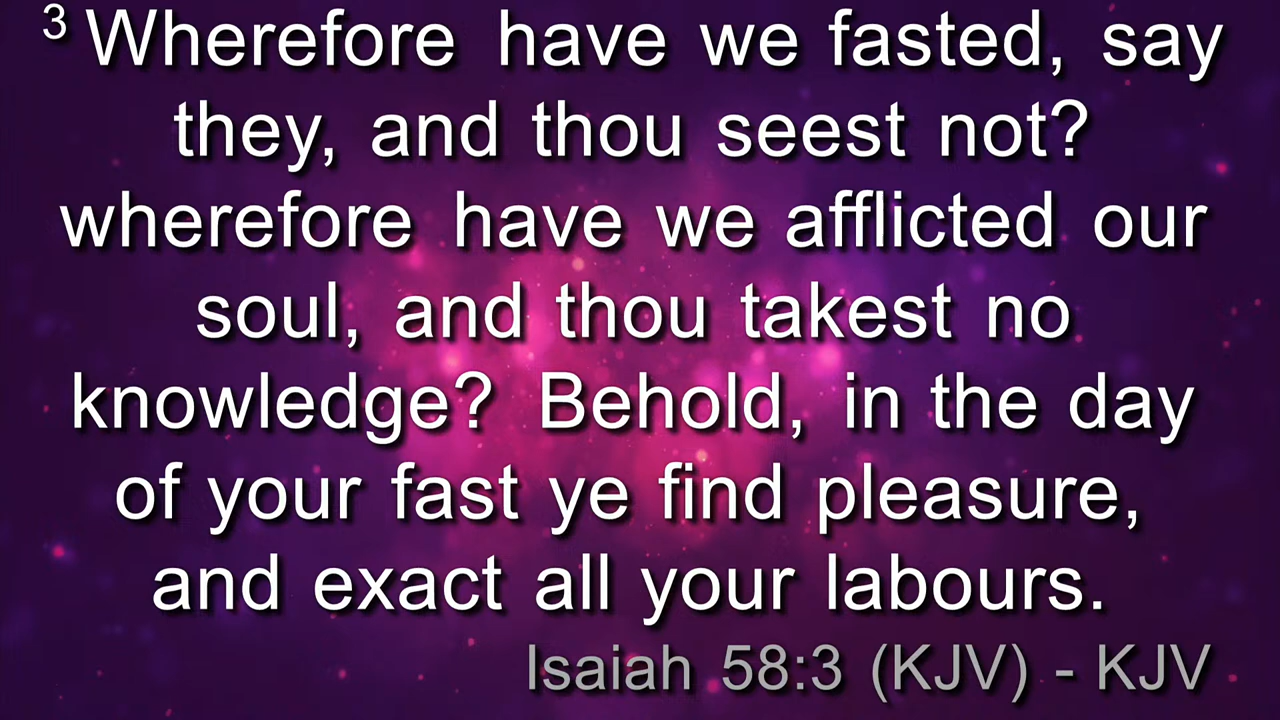 3 Wherefore have we fasted, say
they, and thou seest not?
wherefore have we afflicted our
soul, and thou takest no
knowledge? Behold, in the day
of your fast ye find pleasure,
and exact all your labours.
Isaiah 58:3 (KJV) - KJV